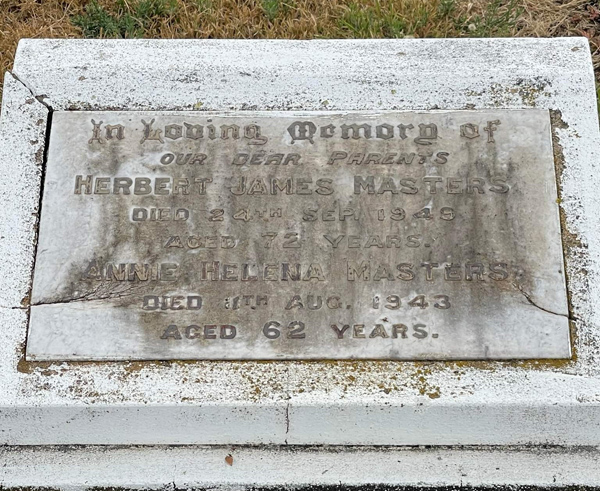 In Loving Memory of
OUR DEAR PARENTS
HERBERT JAMES MASTERS
DIED 24TH SEP. 1949
AGED 72 YEARS.
ANNIE HELENA MASTERS
DIED 11TH AUG. 1943
AGED 62 YEARS.